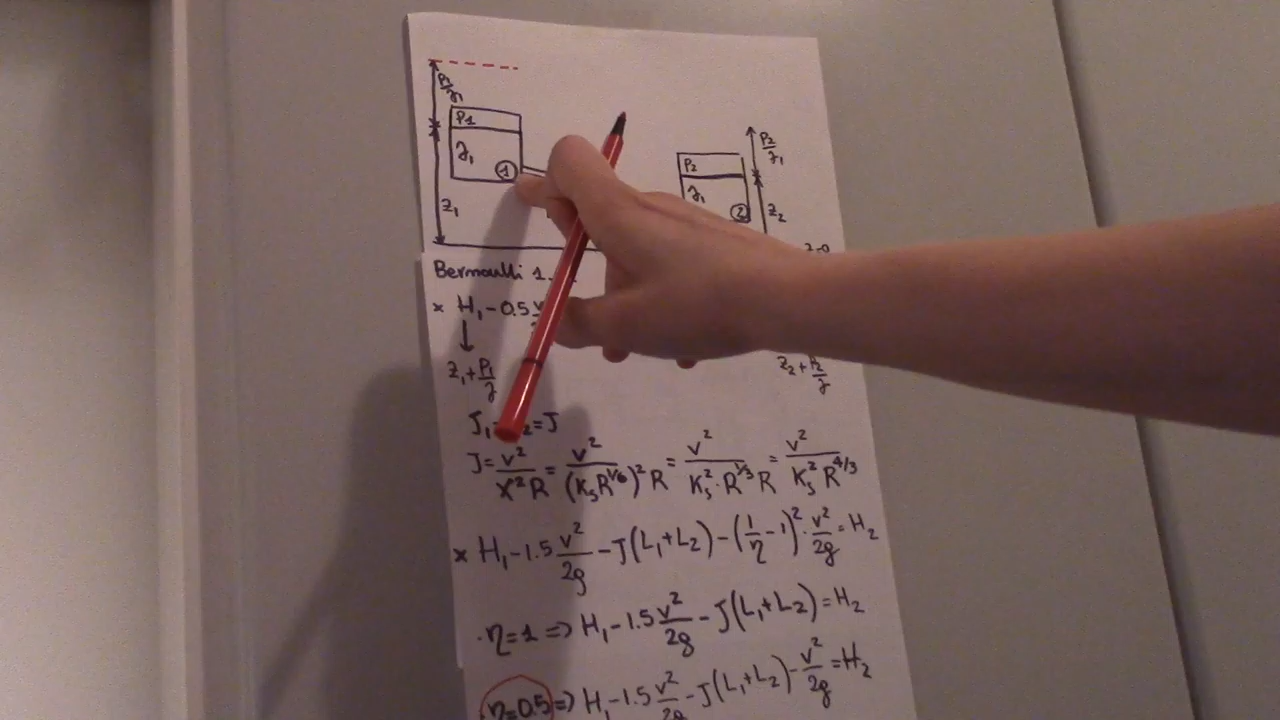 P1/γ
P1
γ1
1
Z1
P2
γ1
2
P2/γ1
Z2
Bernoulli 1
× H1 - 0.5
↓
Z1 + P1/γ
Z2 + P2/γ
J1 = J
J = v²/(χ²R) = v²/((KsR^1/6)²R) = v²/(Ks²·R^1/3 R) = v²/(Ks² R^4/3)
× H1 - 1.5 v²/2g - J(L1+L2) - (1/η - 1)²·v²/2g = H2
·η=1 => H1 - 1.5 v²/2g - J(L1+L2) = H2
η=0.5 => H1 - 1.5 v²/2g - J(L1+L2) - v²/2g = H2